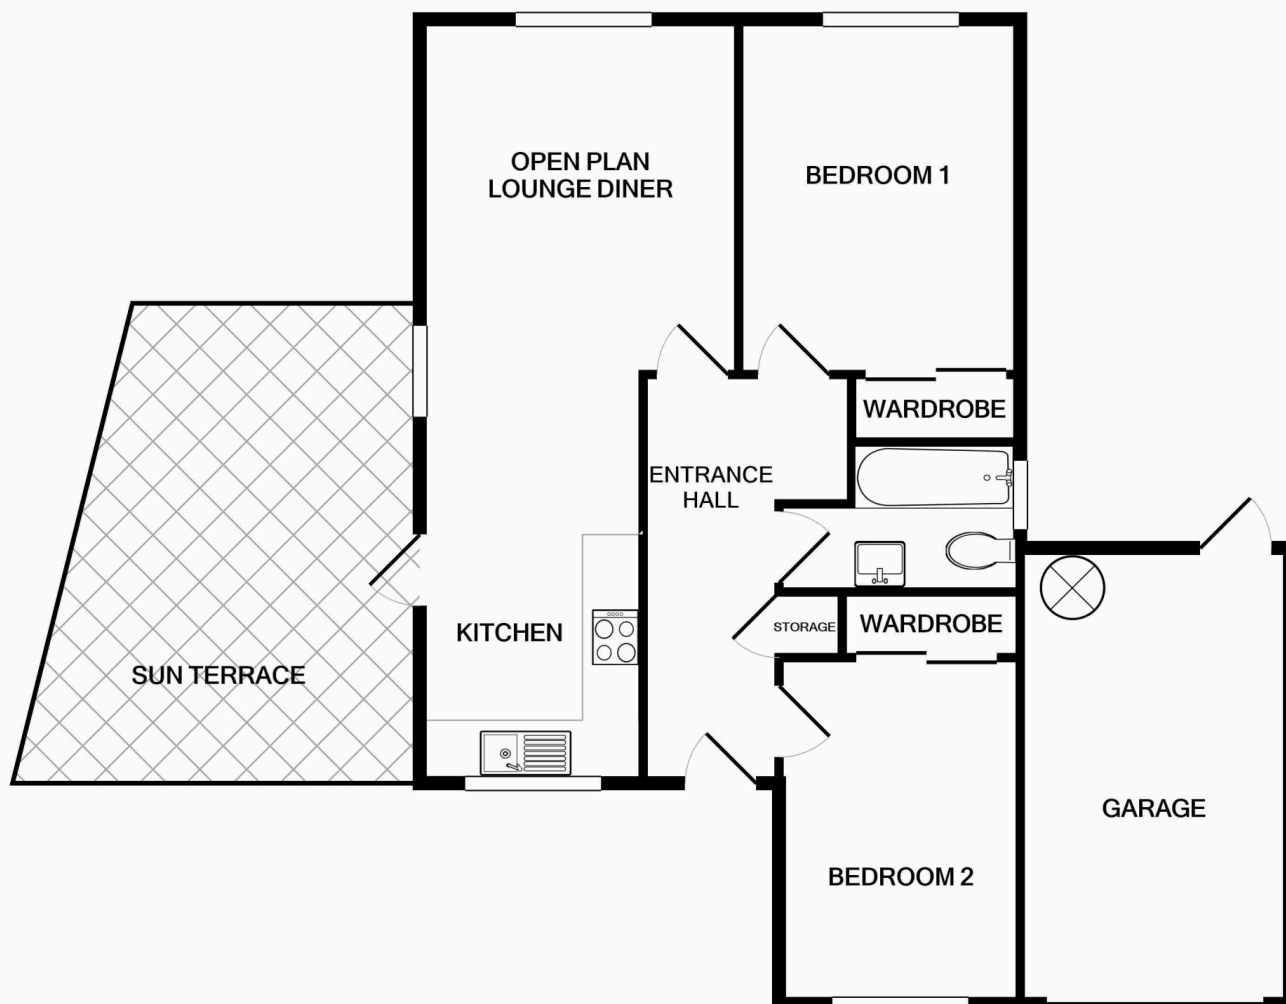 OPEN PLAN
LOUNGE DINER
BEDROOM 1
WARDROBE
ENTRANCE
HALL
KITCHEN
STORAGE
WARDROBE
SUN TERRACE
GARAGE
BEDROOM 2